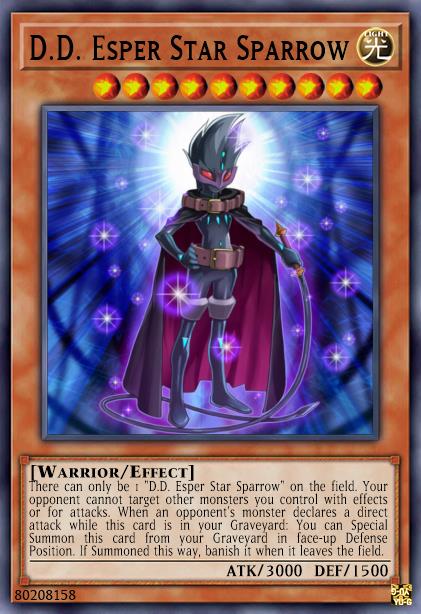 D.D. Esper Star Sparrow
LIGHT
光
[Warrior/Effect]
There can only be 1 "D.D. Esper Star Sparrow" on the field. Your
opponent cannot target other monsters you control with effects
or for attacks. When an opponent's monster declares a direct
attack while this card is in your Graveyard: You can Special
Summon this card from your Graveyard in face-up Defense
Position. If Summoned this way, banish it when it leaves the field.
ATK/3000 DEF/1500
80208158